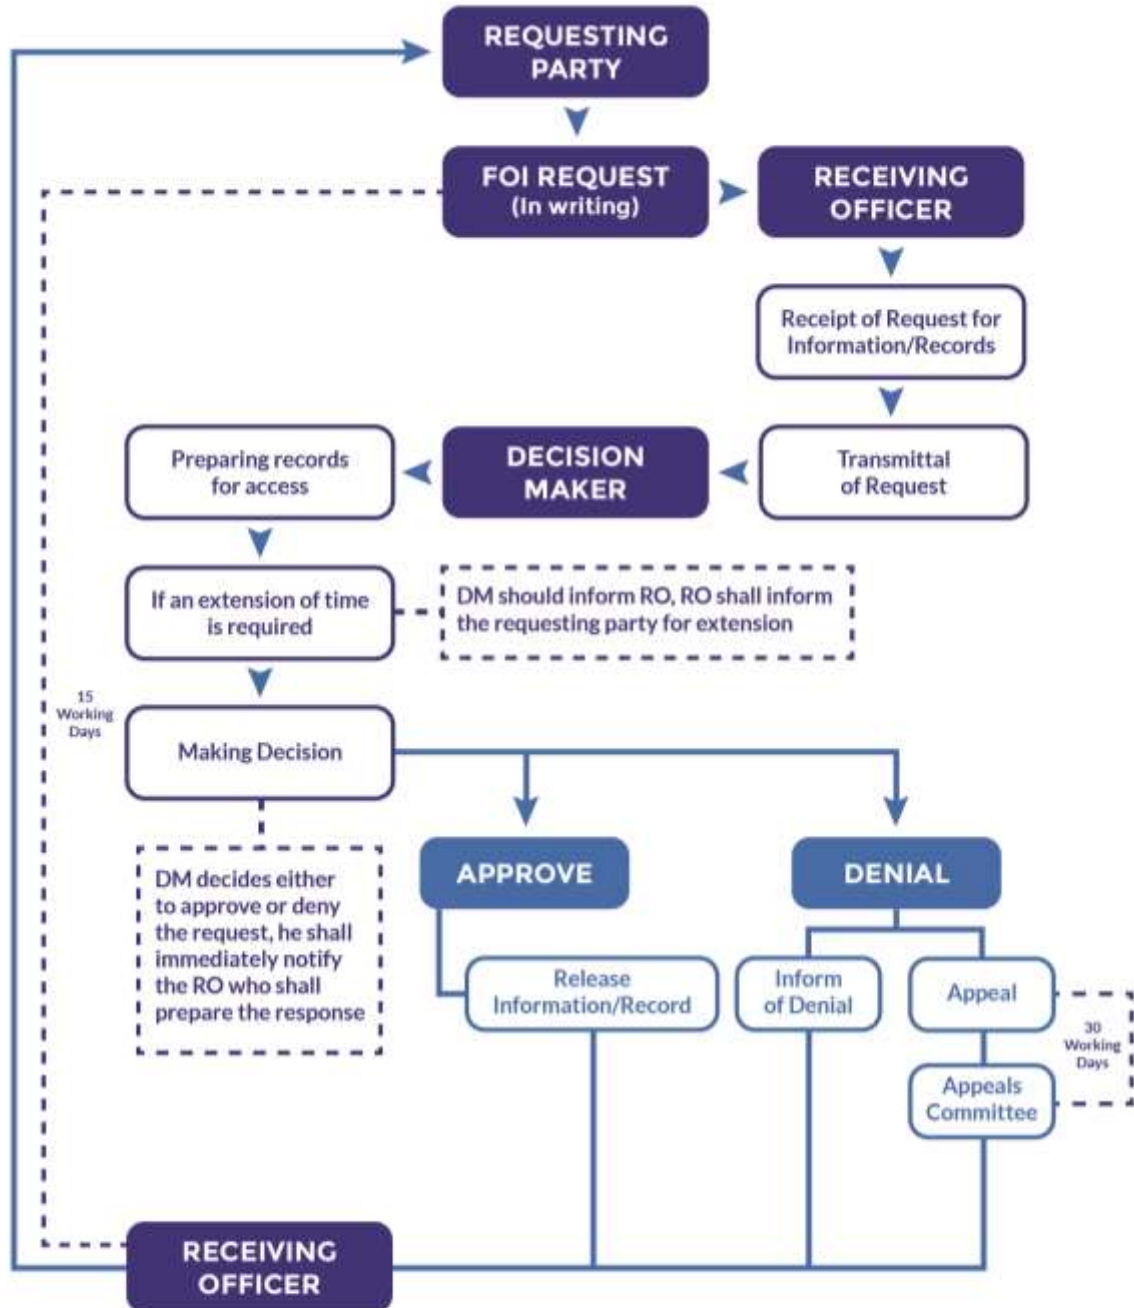 REQUESTING
PARTY
FOI REQUEST
(In writing)
RECEIVING
OFFICER
Receipt of Request for
Information/Records
Transmittal
of Request
DECISION
MAKER
Preparing records
for access
If an extension of time
is required
DM should inform RO, RO shall inform
the requesting party for extension
15
Working
Days
Making Decision
DM decides either
to approve or deny
the request, he shall
immediately notify
the RO who shall
prepare the response
APPROVE
DENIAL
Release
Information/Record
Inform
of Denial
Appeal
30
Working
Days
Appeals
Committee
RECEIVING
OFFICER